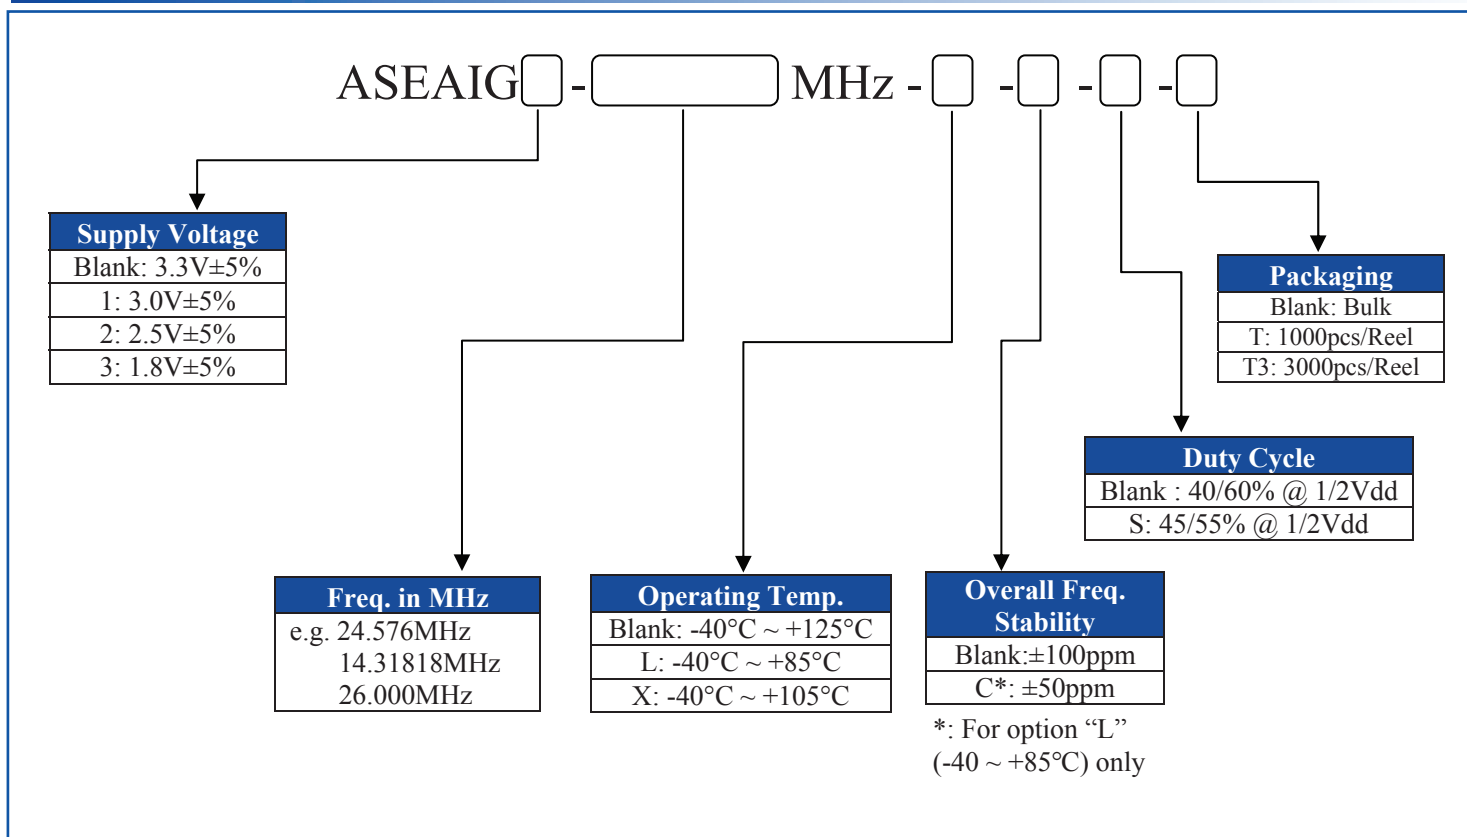 ASEAIG - MHz - - - -
Supply Voltage
Blank: 3.3V±5%
1: 3.0V±5%
2: 2.5V±5%
3: 1.8V±5%
Freq. in MHz
e.g. 24.576MHz
14.31818MHz
26.000MHz
Operating Temp.
Blank: -40°C ~ +125°C
L: -40°C ~ +85°C
X: -40°C ~ +105°C
Overall Freq.
Stability
Blank:±100ppm
C*: ±50ppm
*: For option “L”
(-40 ~ +85℃) only
Duty Cycle
Blank : 40/60% @ 1/2Vdd
S: 45/55% @ 1/2Vdd
Packaging
Blank: Bulk
T: 1000pcs/Reel
T3: 3000pcs/Reel